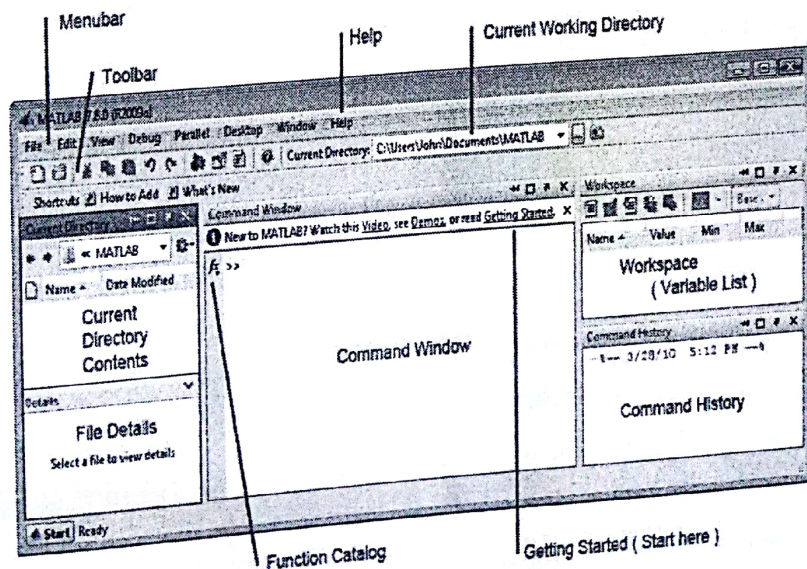 Menubar
Help
Current Working Directory
Toolbar
MATLAB 7.8.0 (R2009a)
File Edit View Debug Parallel Desktop Window Help
Current Directory: C:\Users\John\Documents\MATLAB
Shortcuts How to Add What's New
Current Directory
« MATLAB
Name Date Modified
Current
Directory
Contents
Details
File Details
Select a file to view details
Command Window
New to MATLAB? Watch this Video, see Demos, or read Getting Started.
fx >>
Command Window
Workspace
Base
Name Value Min Max
Workspace
( Variable List )
Command History
%-- 3/28/10 5:12 PM --%
Command History
Start Ready
Function Catalog
Getting Started ( Start here )